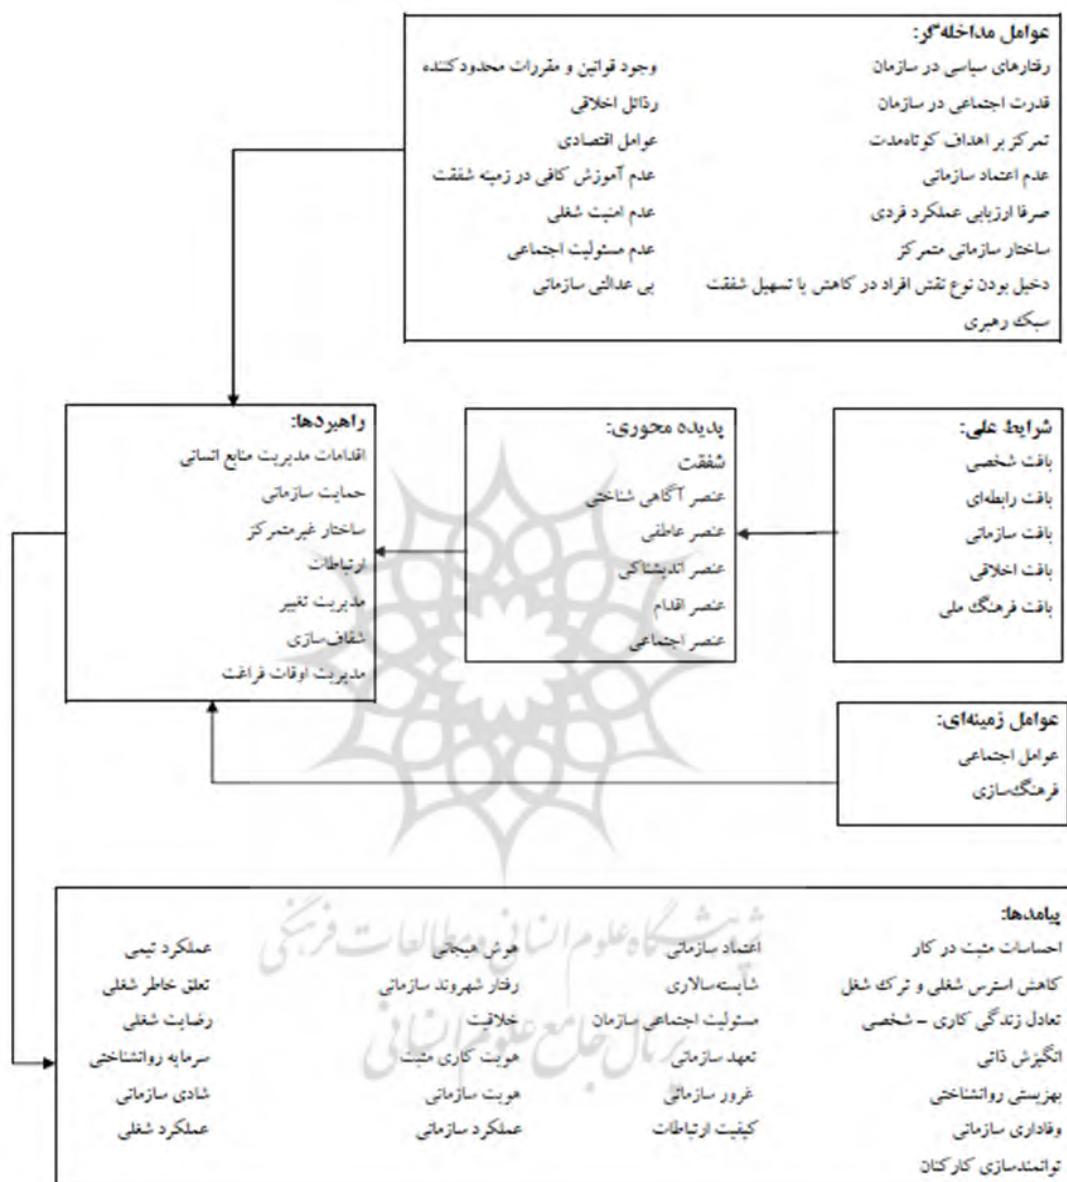 عوامل مداخله‌گر:
رفتارهای سیاسی در سازمان
وجود قوانین و مقررات محدودکننده
قدرت اجتماعی در سازمان
رذائل اخلاقی
تمرکز بر اهداف کوتاه‌مدت
عوامل اقتصادی
عدم اعتماد سازمانی
عدم آموزش کافی در زمینه شفقت
صرفا ارزیابی عملکرد فردی
عدم امنیت شغلی
ساختار سازمانی متمرکز
عدم مسئولیت اجتماعی
دخیل بودن نوع نقش افراد در کاهش یا تسهیل شفقت
بی عدالتی سازمانی
سبک رهبری
شرایط علی:
بافت شخصی
بافت رابطه‌ای
بافت سازمانی
بافت اخلاقی
بافت فرهنگ ملی
پدیده محوری:
شفقت
عنصر آگاهی شناختی
عنصر عاطفی
عنصر اندیشناکی
عنصر اقدام
عنصر اجتماعی
راهبردها:
اقدامات مدیریت منابع انسانی
حمایت سازمانی
ساختار غیرمتمرکز
ارتباطات
مدیریت تغییر
شفاف‌سازی
مدیریت اوقات فراغت
عوامل زمینه‌ای:
عوامل اجتماعی
فرهنگ‌سازی
پیامدها:
احساسات مثبت در کار
اعتماد سازمانی
هوش هیجانی
عملکرد تیمی
کاهش استرس شغلی و ترک شغل
شایسته‌سالاری
رفتار شهروند سازمانی
تعلق خاطر شغلی
تعادل زندگی کاری – شخصی
مسئولیت اجتماعی سازمان
خلاقیت
رضایت شغلی
انگیزش ذاتی
تعهد سازمانی
هویت کاری مثبت
سرمایه روانشناختی
بهزیستی روانشناختی
غرور سازمانی
هویت سازمانی
شادی سازمانی
وفاداری سازمانی
کیفیت ارتباطات
عملکرد سازمانی
عملکرد شغلی
توانمندسازی کارکنان
پژوهشگاه علوم انسانی و مطالعات فرهنگی
پرتال جامع علوم انسانی